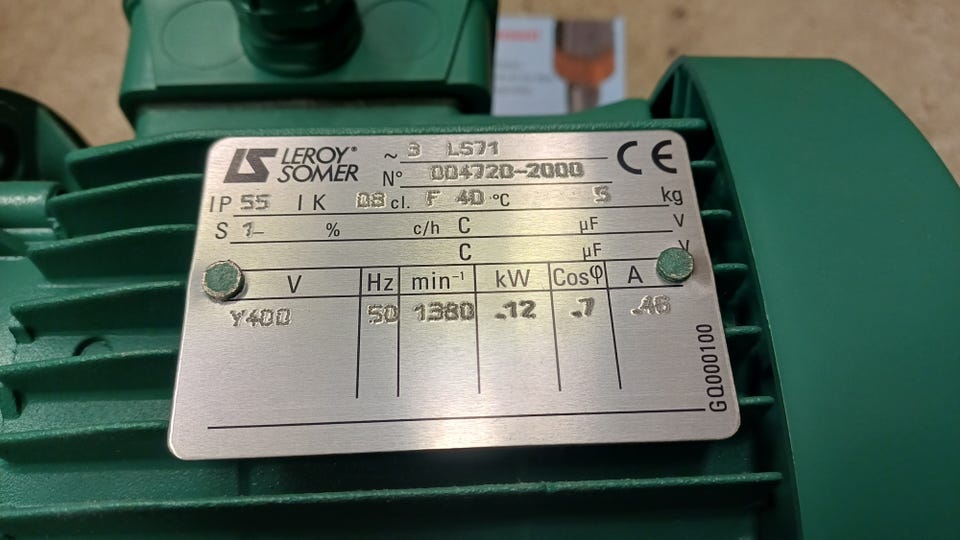 LEROY® SOMER ~ 3 LS71 CE
N° 004720-2000
IP 55 IK 08 cl. F 40 °C 5 kg
S 1- % c/h C µF V
C µF V
V Hz min⁻¹ kW Cosφ A
Y400 50 1380 .12 .7 .46
GQ000100